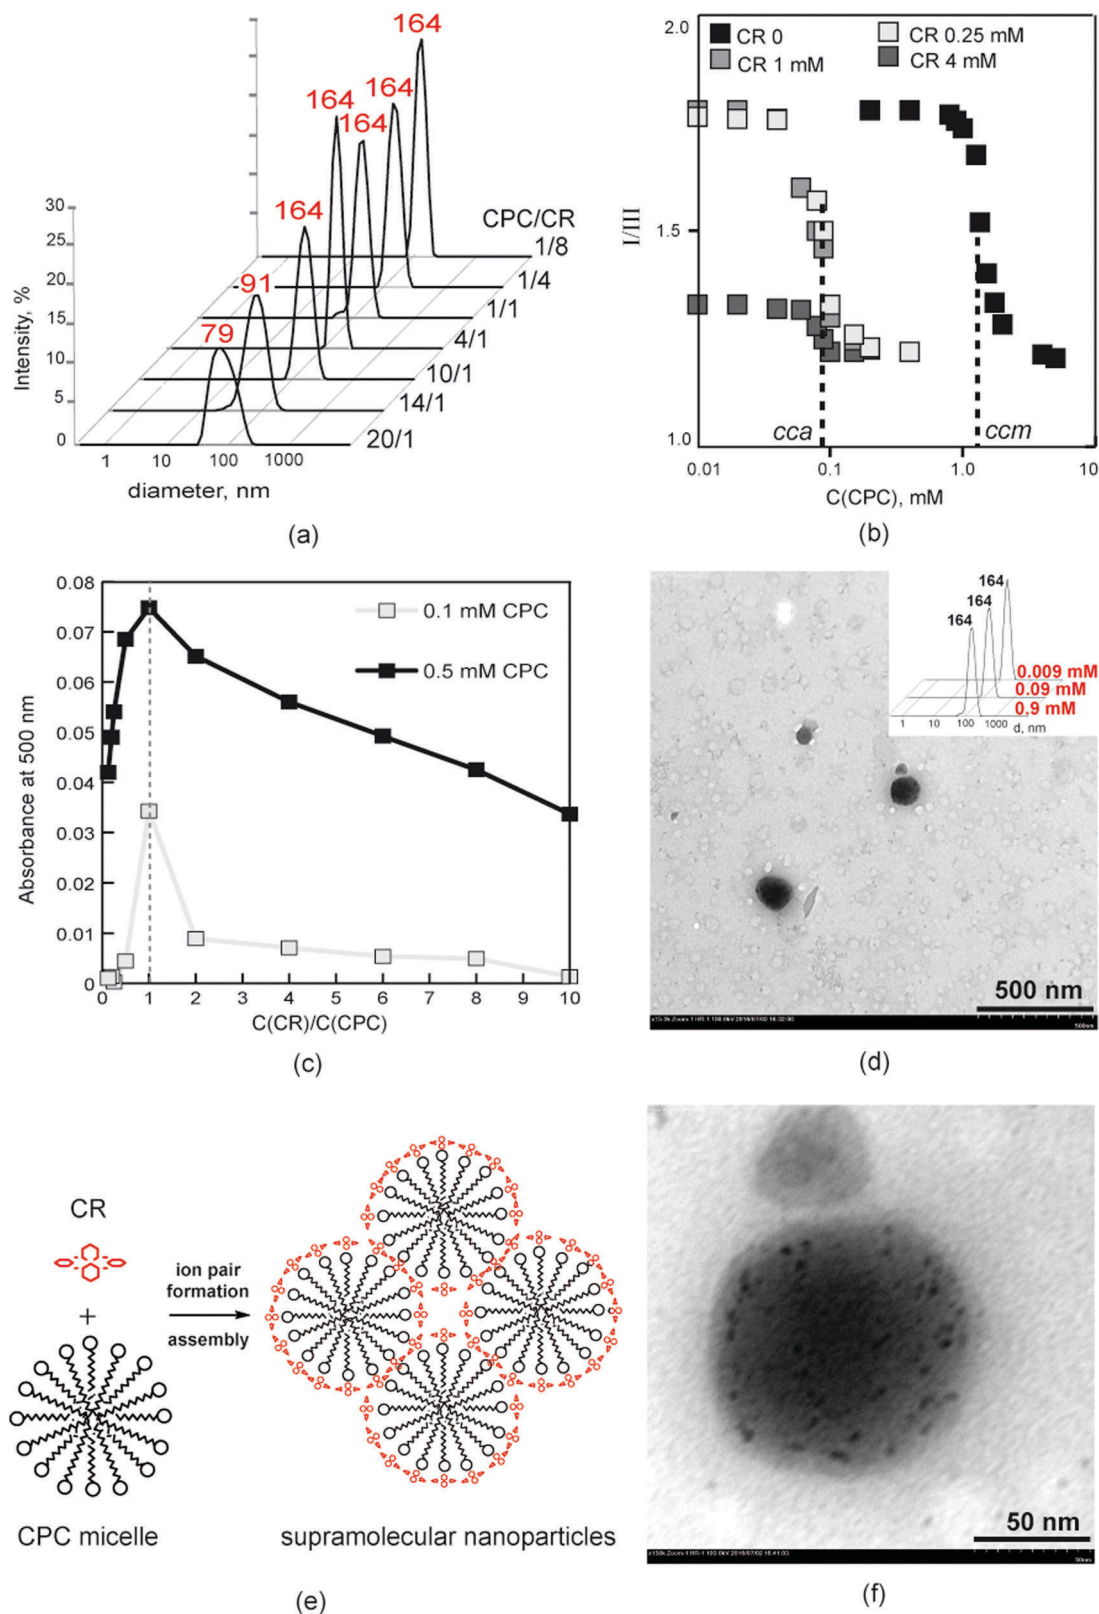 164
164
164
164
164
91
79
30
25
20
15
10
5
0
Intensity, %
CPC/CR
1/8
1/4
1/1
4/1
10/1
14/1
20/1
1 10 100 1000
diameter, nm
(a)
2.0
1.5
1.0
I/III
CR 0
CR 1 mM
CR 0.25 mM
CR 4 mM
cca
ccm
0.01 0.1 1.0 10
C(CPC), mM
(b)
0.08
0.07
0.06
0.05
0.04
0.03
0.02
0.01
0
Absorbance at 500 nm
0.1 mM CPC
0.5 mM CPC
0 1 2 3 4 5 6 7 8 9 10
C(CR)/C(CPC)
(c)
164
164
164
0.009 mM
0.09 mM
0.9 mM
1 10 100 1000 d, nm
500 nm
500nm
(d)
CR
+
ion pair
formation
assembly
CPC micelle
supramolecular nanoparticles
(e)
50 nm
50nm
(f)